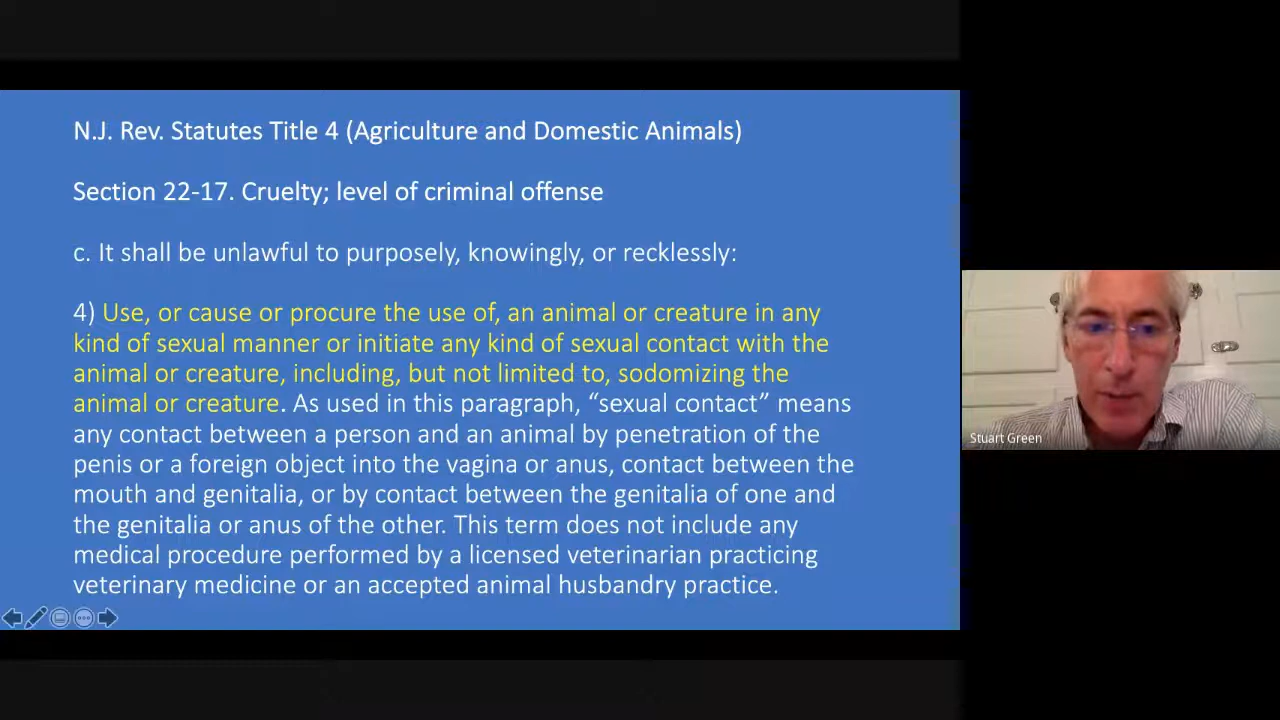 N.J. Rev. Statutes Title 4 (Agriculture and Domestic Animals)
Section 22-17. Cruelty; level of criminal offense
c. It shall be unlawful to purposely, knowingly, or recklessly:
4) Use, or cause or procure the use of, an animal or creature in any
kind of sexual manner or initiate any kind of sexual contact with the
animal or creature, including, but not limited to, sodomizing the
animal or creature. As used in this paragraph, “sexual contact” means
any contact between a person and an animal by penetration of the
penis or a foreign object into the vagina or anus, contact between the
mouth and genitalia, or by contact between the genitalia of one and
the genitalia or anus of the other. This term does not include any
medical procedure performed by a licensed veterinarian practicing
veterinary medicine or an accepted animal husbandry practice.
Stuart Green